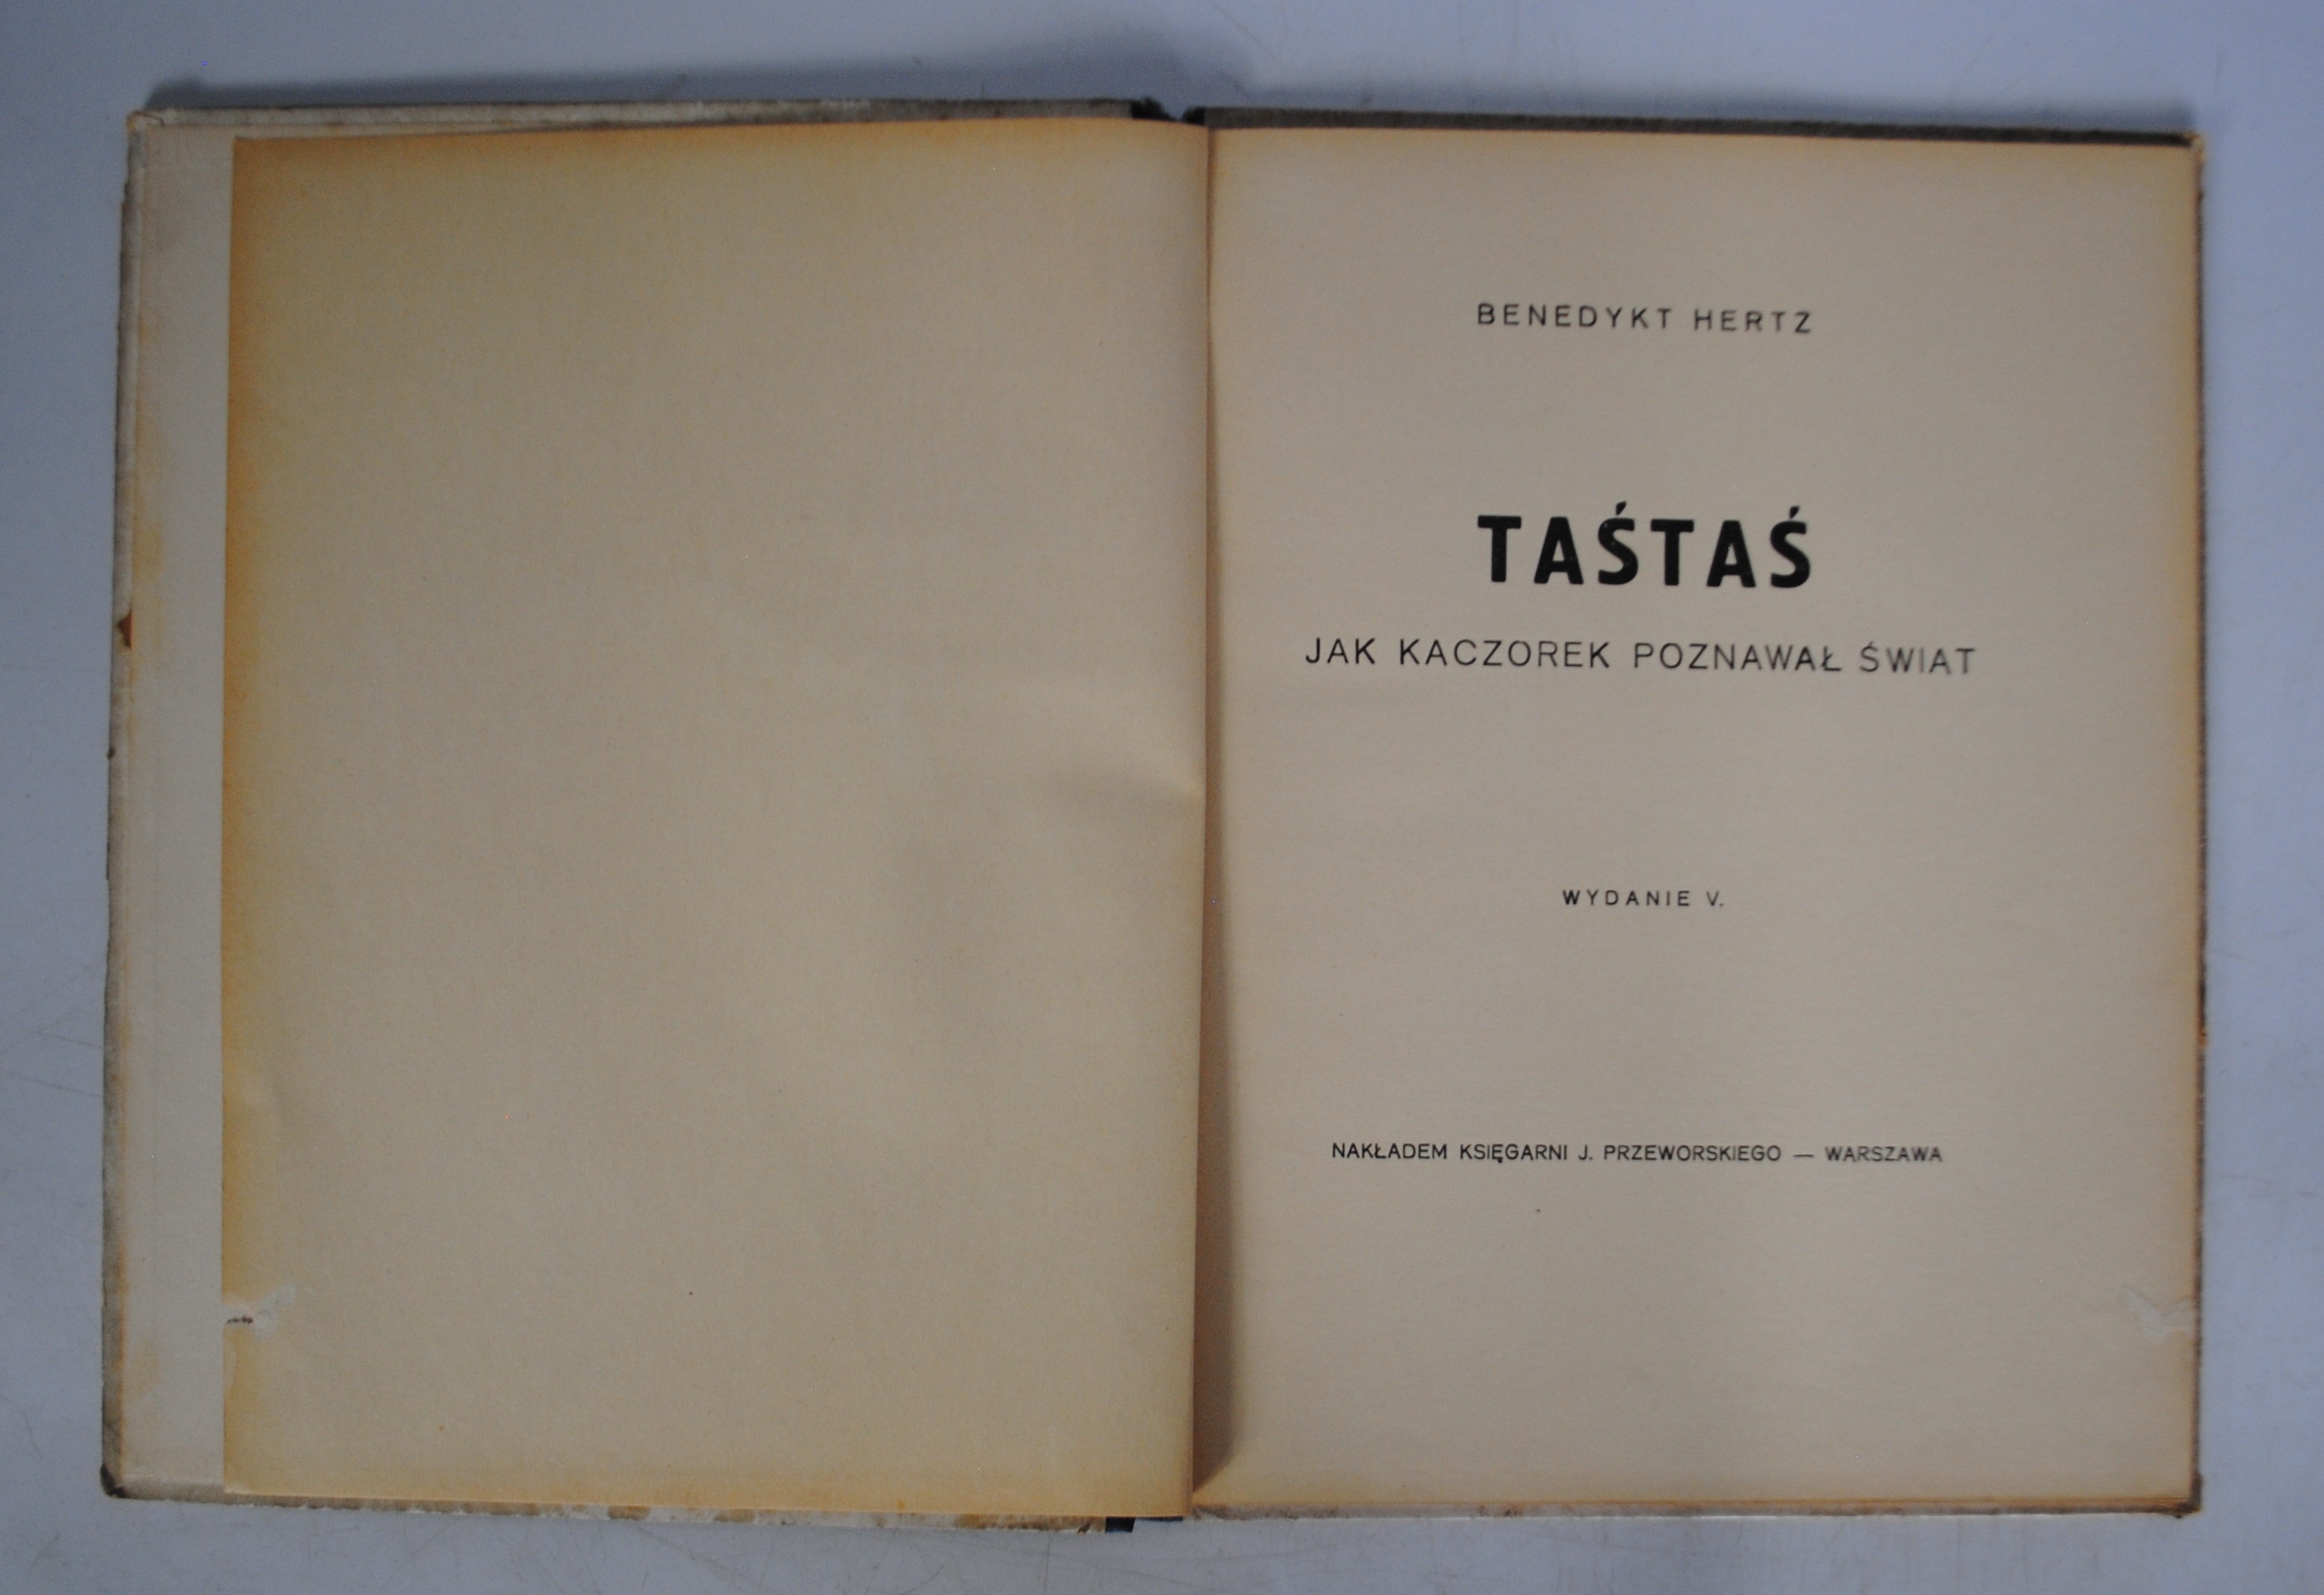 BENEDYKT HERTZ
TAŚTAŚ
JAK KACZOREK POZNAWAŁ ŚWIAT
WYDANIE V.
NAKŁADEM KSIĘGARNI J. PRZEWORSKIEGO — WARSZAWA